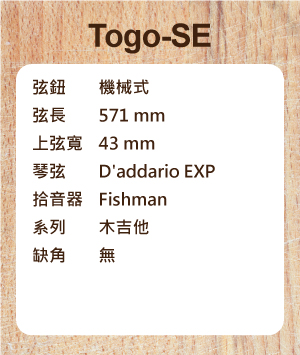 Togo-SE
弦鈕 機械式
弦長 571 mm
上弦寬 43 mm
琴弦 D'addario EXP
拾音器 Fishman
系列 木吉他
缺角 無